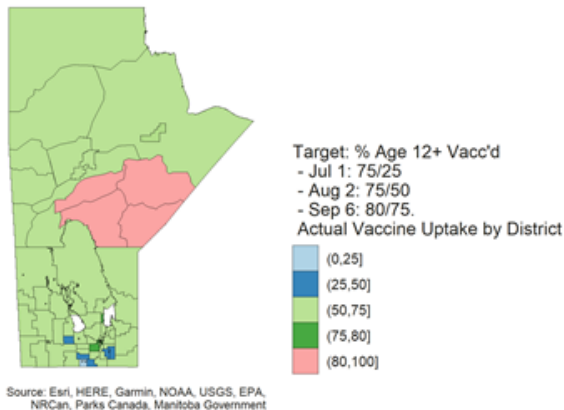 Target: % Age 12+ Vacc'd
- Jul 1: 75/25
- Aug 2: 75/50
- Sep 6: 80/75.
Actual Vaccine Uptake by District
(0,25]
(25,50]
(50,75]
(75,80]
(80,100]
Source: Esri, HERE, Garmin, NOAA, USGS, EPA,
NRCan, Parks Canada, Manitoba Government